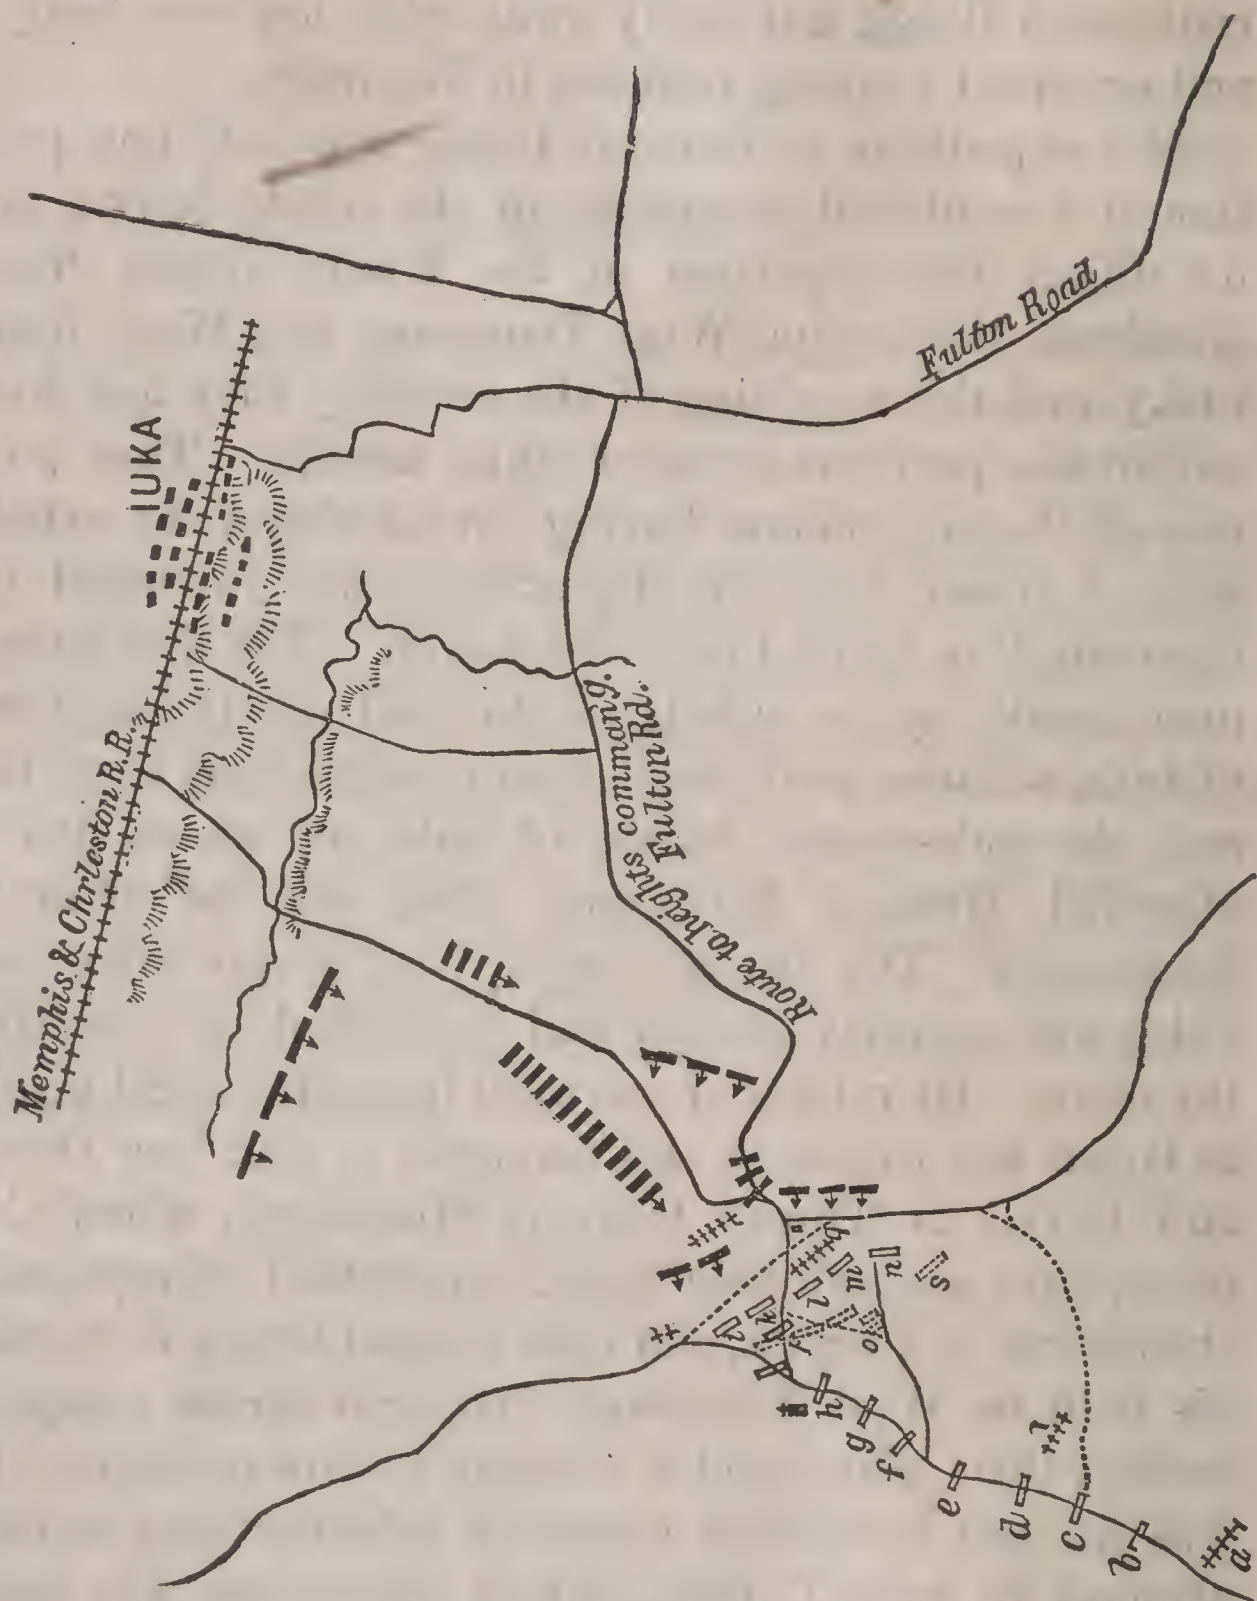 IUKA
Memphis & Chrleston R.R.
Fulton Road
Route to heights commang.
Fulton Rd.
q
n
s
m
l
k
i
r
o
h
g
f
e
d
c
b
a